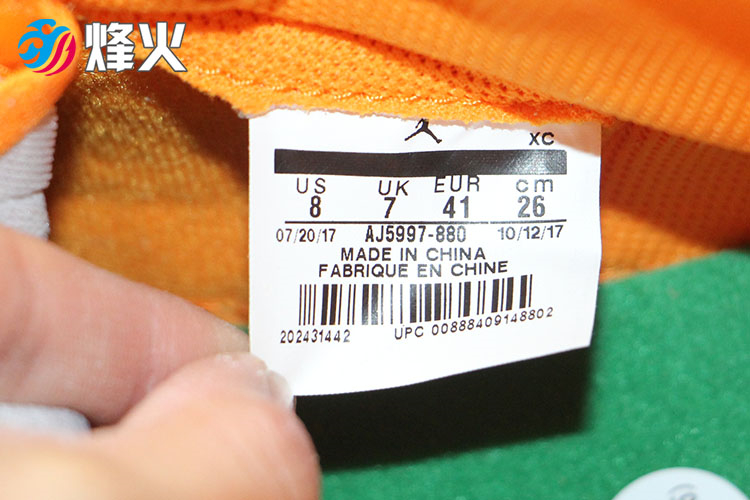 烽火
XC
US UK EUR cm
8 7 41 26
07/20/17 AJ5997-880 10/12/17
MADE IN CHINA
FABRIQUE EN CHINE
202431442 UPC 00888409148802